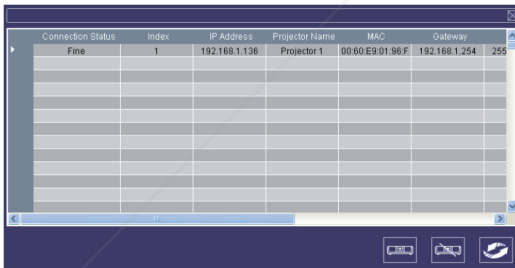 Connection Status Index IP Address Projector Name MAC Gateway
Fine 1 192.168.1.136 Projector 1 00:60:E9:01:96:F 192.168.1.254 255